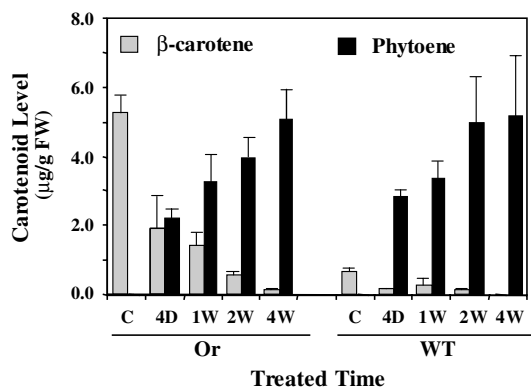 8.0
β-carotene
Phytoene
6.0
4.0
2.0
0.0
Carotenoid Level
(µg/g FW)
C 4D 1W 2W 4W C 4D 1W 2W 4W
Or WT
Treated Time